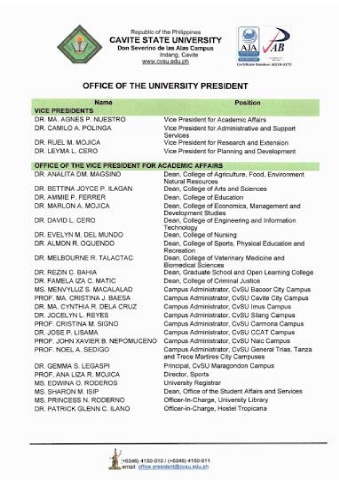 Republic of the Philippines
CAVITE STATE UNIVERSITY
Don Severino de las Alas Campus
Indang, Cavite
www.cvsu.edu.ph
AJA
AB
OFFICE OF THE UNIVERSITY PRESIDENT
Name Position
VICE PRESIDENTS
DR. MA. AGNES P. NUESTRO Vice President for Academic Affairs
DR. CAMILO A. POLINGA Vice President for Administrative and Support
Services
DR. RUEL M. MOJICA Vice President for Research and Extension
DR. LEYMA L. CERO Vice President for Planning and Development
OFFICE OF THE VICE PRESIDENT FOR ACADEMIC AFFAIRS
DR. ANALITA DM. MAGSINO Dean, College of Agriculture, Food, Environment
Natural Resources
DR. BETTINA JOYCE P. ILAGAN Dean, College of Arts and Sciences
DR. AMMIE P. FERRER Dean, College of Education
DR. MARLON A. MOJICA Dean, College of Economics, Management and
Development Studies
DR. DAVID L. CERO Dean, College of Engineering and Information
Technology
DR. EVELYN M. DEL MUNDO Dean, College of Nursing
DR. ALMON R. OQUENDO Dean, College of Sports, Physical Education and
Recreation
DR. MELBOURNE R. TALACTAC Dean, College of Veterinary Medicine and
Biomedical Sciences
DR. REZIN C. BAHIA Dean, Graduate School and Open Learning College
DR. FAMELA IZA C. MATIC Dean, College of Criminal Justice
MS. MENVYLUZ S. MACALALAD Campus Administrator, CvSU Bacoor City Campus
PROF. MA. CRISTINA J. BAESA Campus Administrator, CvSU Cavite City Campus
DR. MA. CYNTHIA R. DELA CRUZ Campus Administrator, CvSU Imus Campus
DR. JOCELYN L. REYES Campus Administrator, CvSU Silang Campus
PROF. CRISTINA M. SIGNO Campus Administrator, CvSU Carmona Campus
DR. JOSE P. LISAMA Campus Administrator, CvSU CCAT Campus
PROF. JOHN XAVIER B. NEPOMUCENO Campus Administrator, CvSU Naic Campus
PROF. NOEL A. SEDIGO Campus Administrator, CvSU General Trias, Tanza
and Trece Martires City Campuses
DR. GEMMA S. LEGASPI Principal, CvSU Maragondon Campus
PROF. ANA LIZA R. MOJICA Director, Sports
MS. EDWINA O. RODEROS University Registrar
MS. SHARON M. ISIP Dean, Office of the Student Affairs and Services
MS. PRINCESS N. RODERNO Officer-In-Charge, University Library
DR. PATRICK GLENN C. ILANO Officer-in-Charge, Hostel Tropicana
(+6346) 4150-010 / (+6346) 4150-011
email: office.president@cvsu.edu.ph